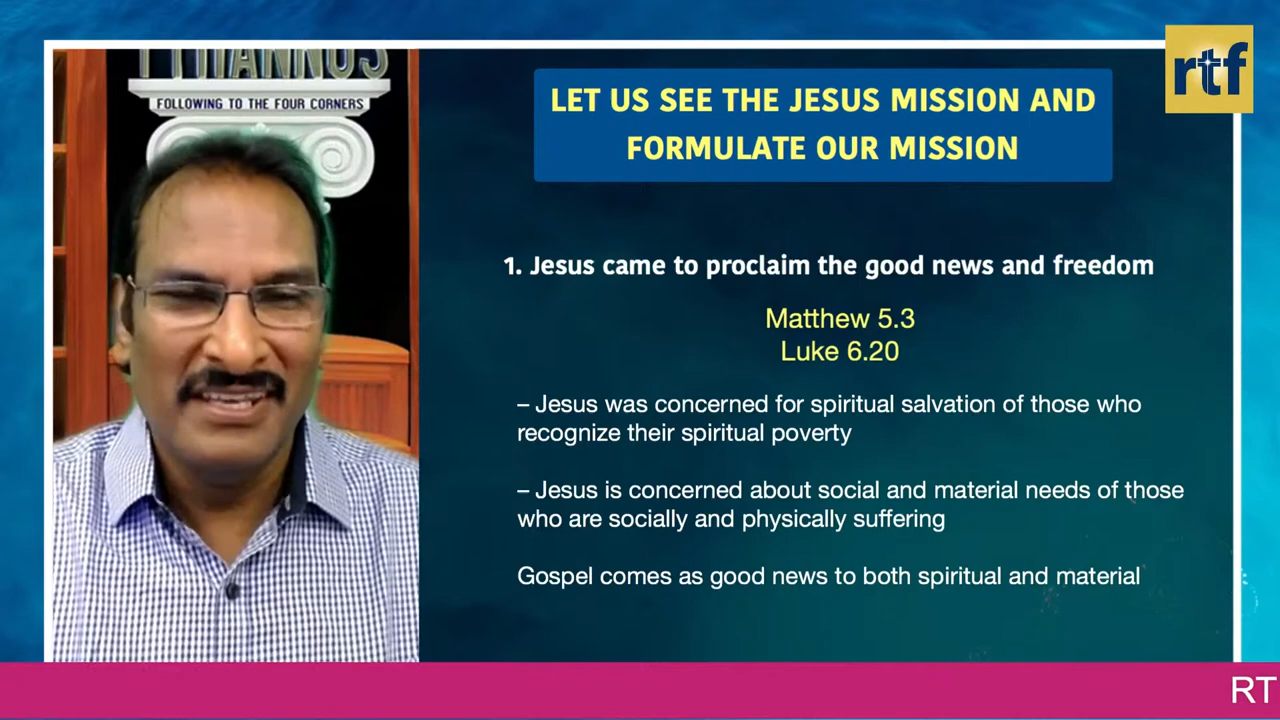 FOLLOWING TO THE FOUR CORNERS
LET US SEE THE JESUS MISSION AND
FORMULATE OUR MISSION
rtf
1. Jesus came to proclaim the good news and freedom
Matthew 5.3
Luke 6.20
– Jesus was concerned for spiritual salvation of those who
recognize their spiritual poverty
– Jesus is concerned about social and material needs of those
who are socially and physically suffering
Gospel comes as good news to both spiritual and material
RT